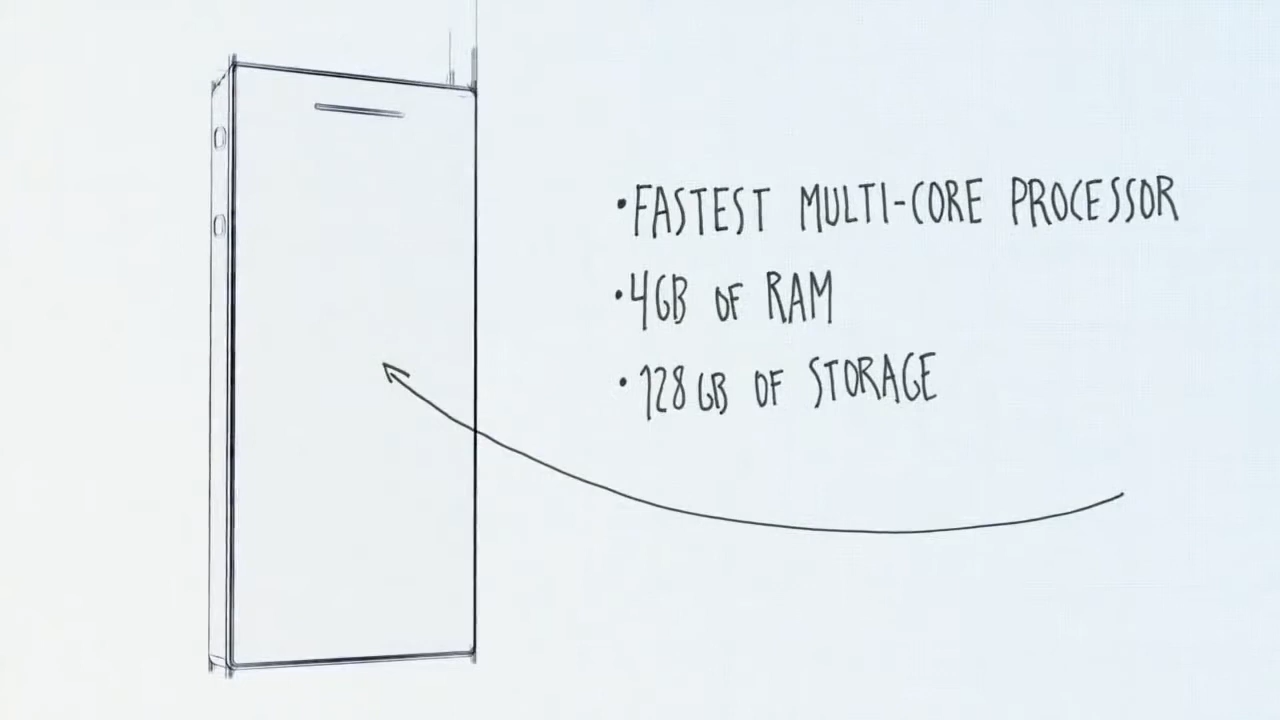 •FASTEST MULTI-CORE PROCESSOR
•4GB OF RAM
•128GB OF STORAGE